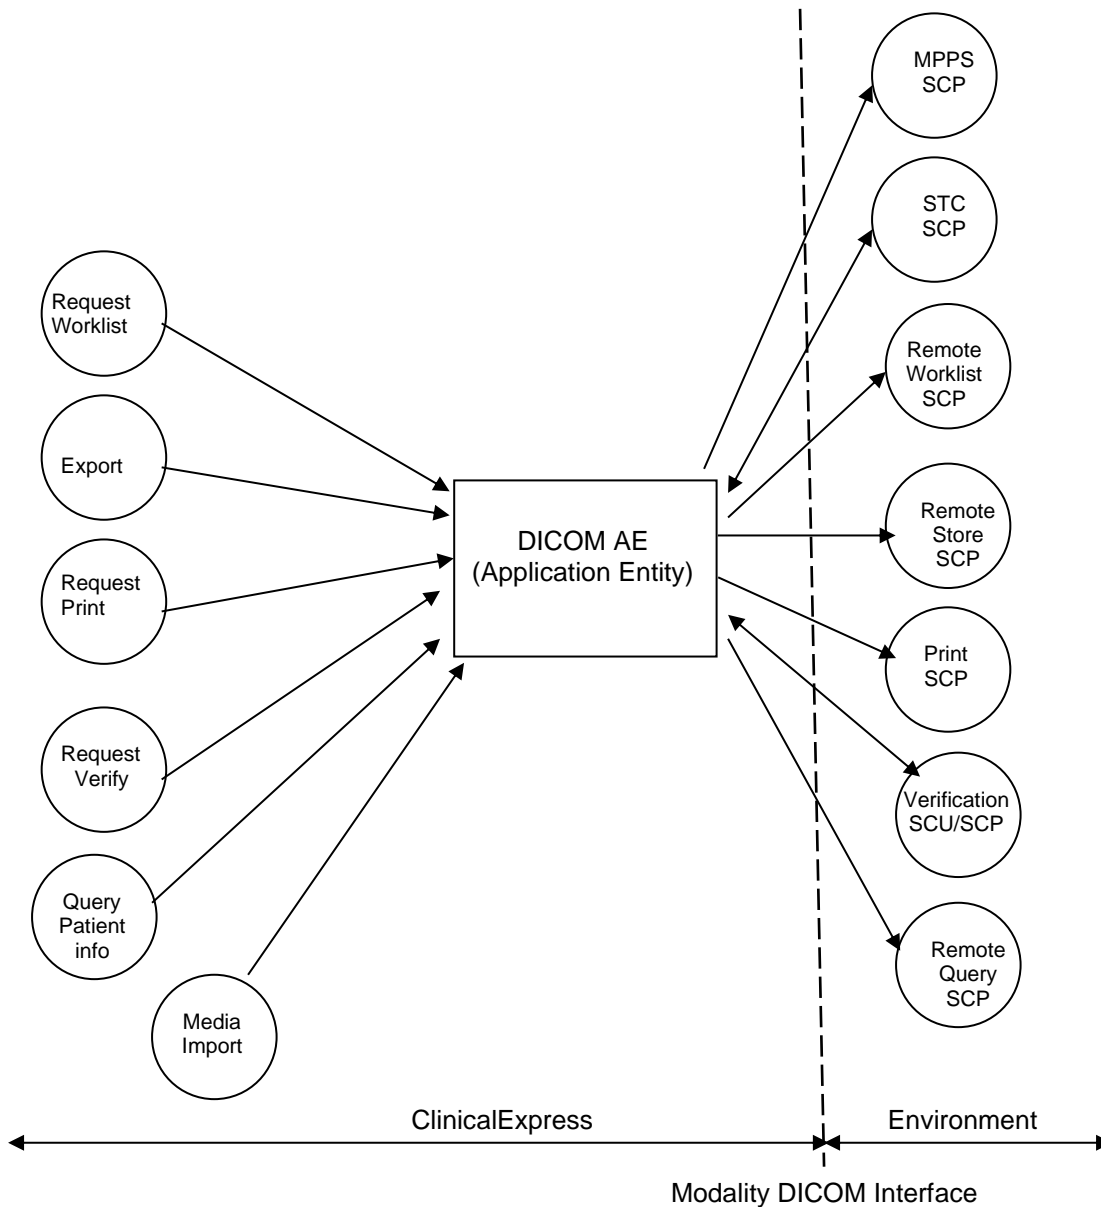 MPPS
SCP
STC
SCP
Request
Worklist
Remote
Worklist
SCP
Export
Remote
Store
SCP
DICOM AE
(Application Entity)
Request
Print
Print
SCP
Request
Verify
Verification
SCU/SCP
Query
Patient
info
Remote
Query
SCP
Media
Import
ClinicalExpress
Environment
Modality DICOM Interface